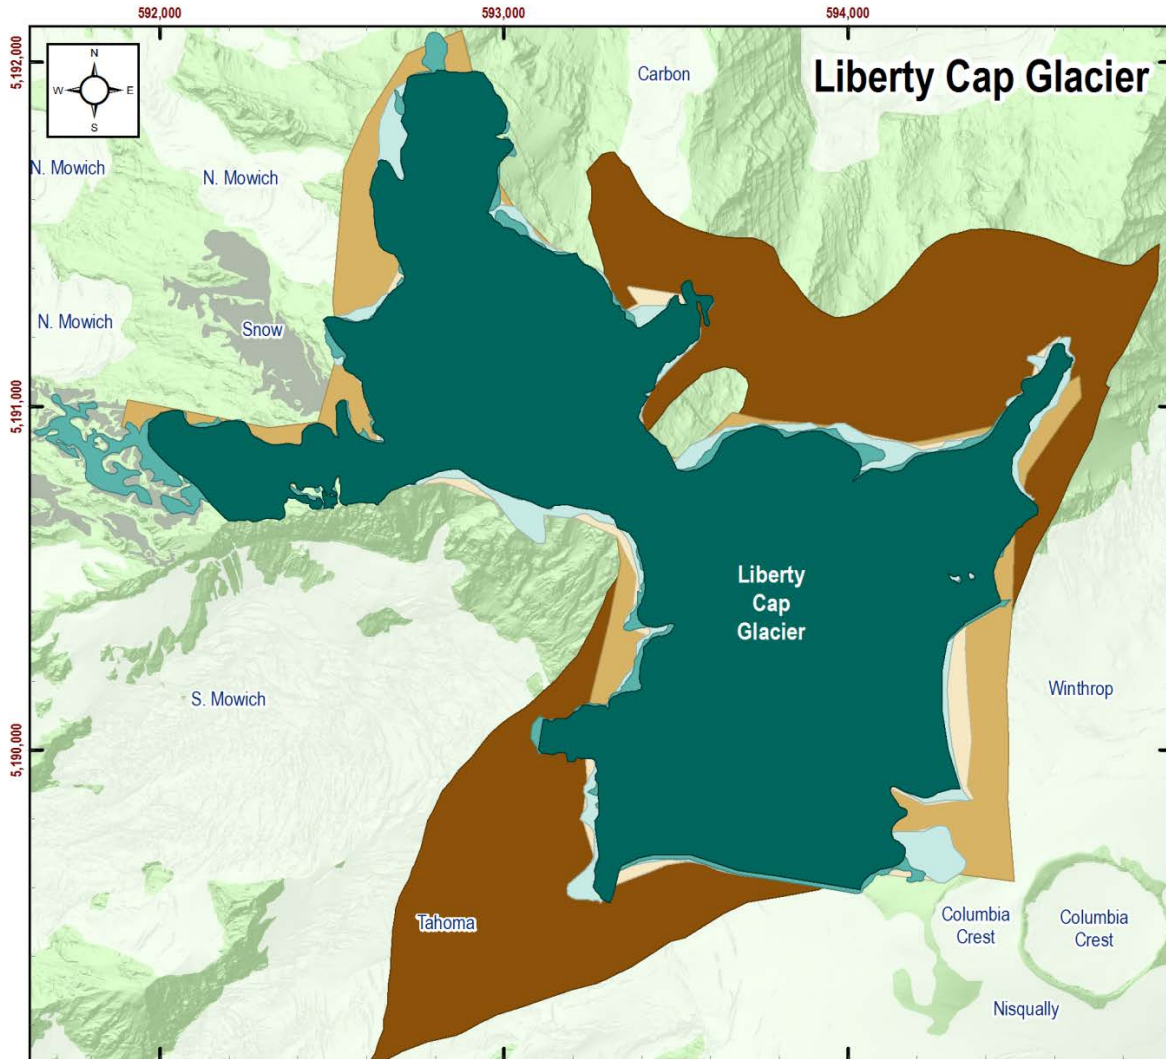 592,000
593,000
594,000
5,192,000
5,191,000
5,190,000
N
W
E
S
Liberty Cap Glacier
Carbon
N. Mowich
N. Mowich
N. Mowich
Snow
Liberty
Cap
Glacier
S. Mowich
Winthrop
Tahoma
Columbia
Crest
Columbia
Crest
Nisqually